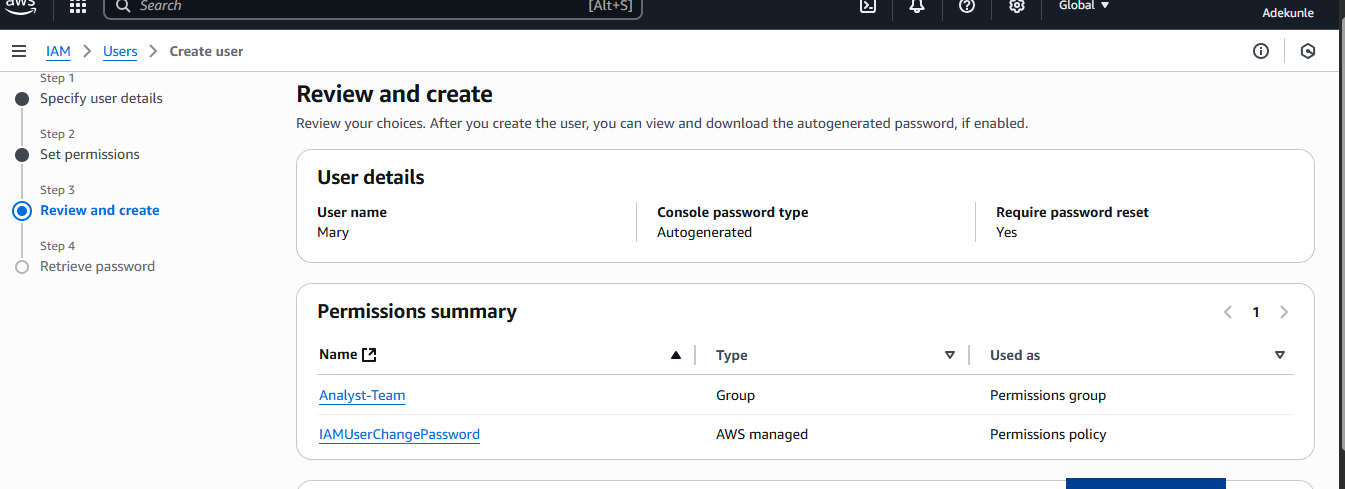 aws
Search
[Alt+S]
Global
Adekunle
IAM
Users
Create user
Step 1
Specify user details
Step 2
Set permissions
Step 3
Review and create
Step 4
Retrieve password
Review and create
Review your choices. After you create the user, you can view and download the autogenerated password, if enabled.
User details
User name
Mary
Console password type
Autogenerated
Require password reset
Yes
Permissions summary
1
Name Type Used as
Analyst-Team Group Permissions group
IAMUserChangePassword AWS managed Permissions policy